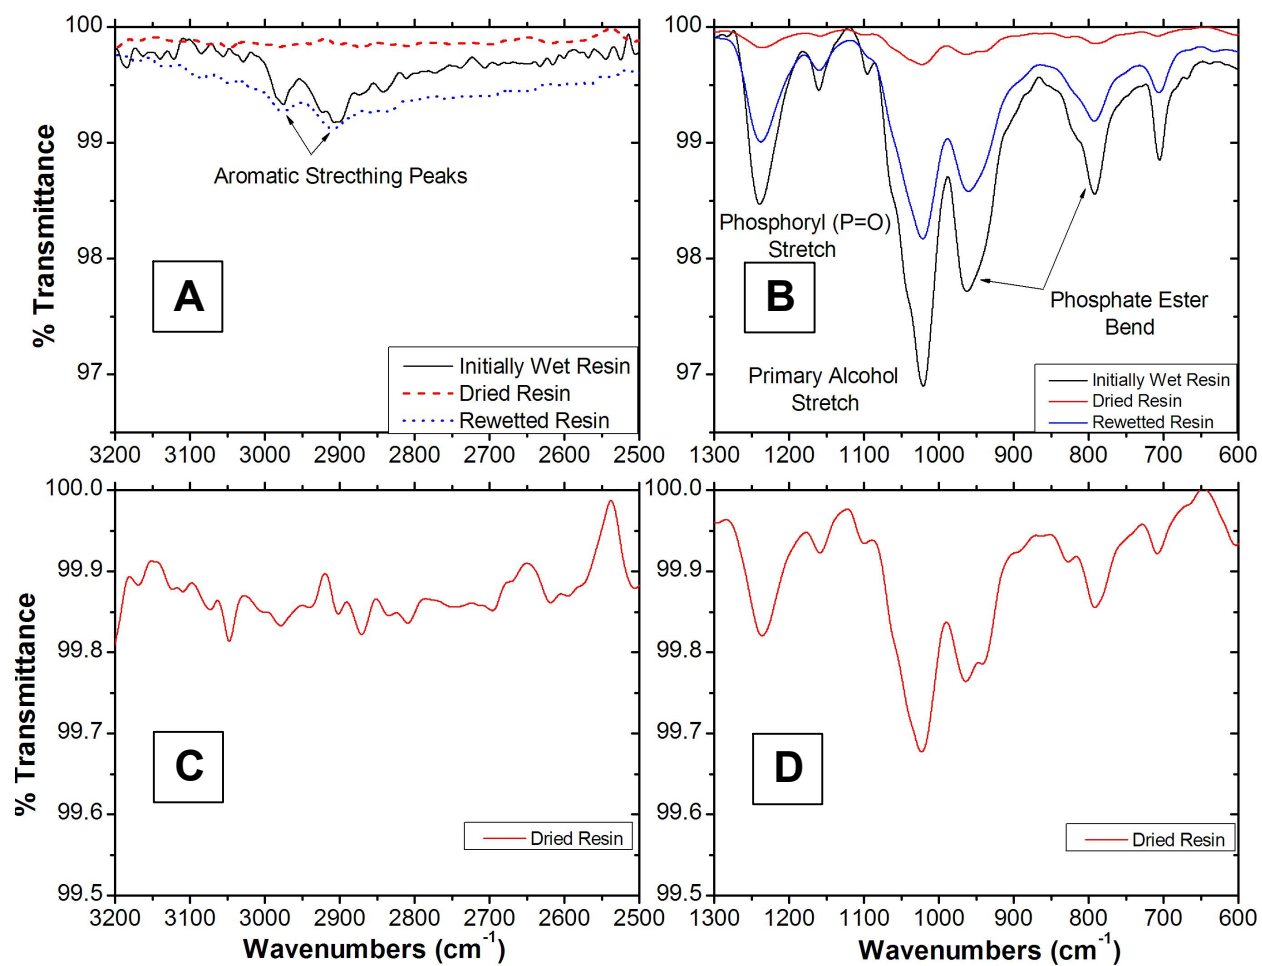 % Transmittance
100
99
98
97
Aromatic Strecthing Peaks
A
Initially Wet Resin
Dried Resin
Rewetted Resin
3200 3100 3000 2900 2800 2700 2600 2500
100
99
98
97
Phosphoryl (P=O)
Stretch
B
Phosphate Ester
Bend
Primary Alcohol
Stretch
Initially Wet Resin
Dried Resin
Rewetted Resin
1300 1200 1100 1000 900 800 700 600
% Transmittance
100.0
99.9
99.8
99.7
99.6
99.5
C
Dried Resin
3200 3100 3000 2900 2800 2700 2600 2500
Wavenumbers (cm⁻¹)
100.0
99.9
99.8
99.7
99.6
99.5
D
Dried Resin
1300 1200 1100 1000 900 800 700 600
Wavenumbers (cm⁻¹)